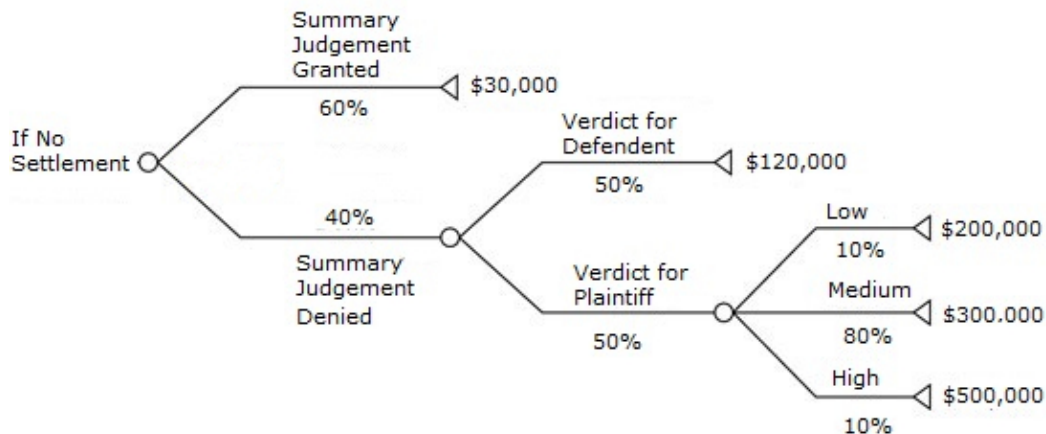 Summary
Judgement
Granted
60%
$30,000
If No
Settlement
40%
Summary
Judgement
Denied
Verdict for
Defendent
50%
$120,000
Verdict for
Plaintiff
50%
Low
10%
$200,000
Medium
80%
$300.000
High
10%
$500,000